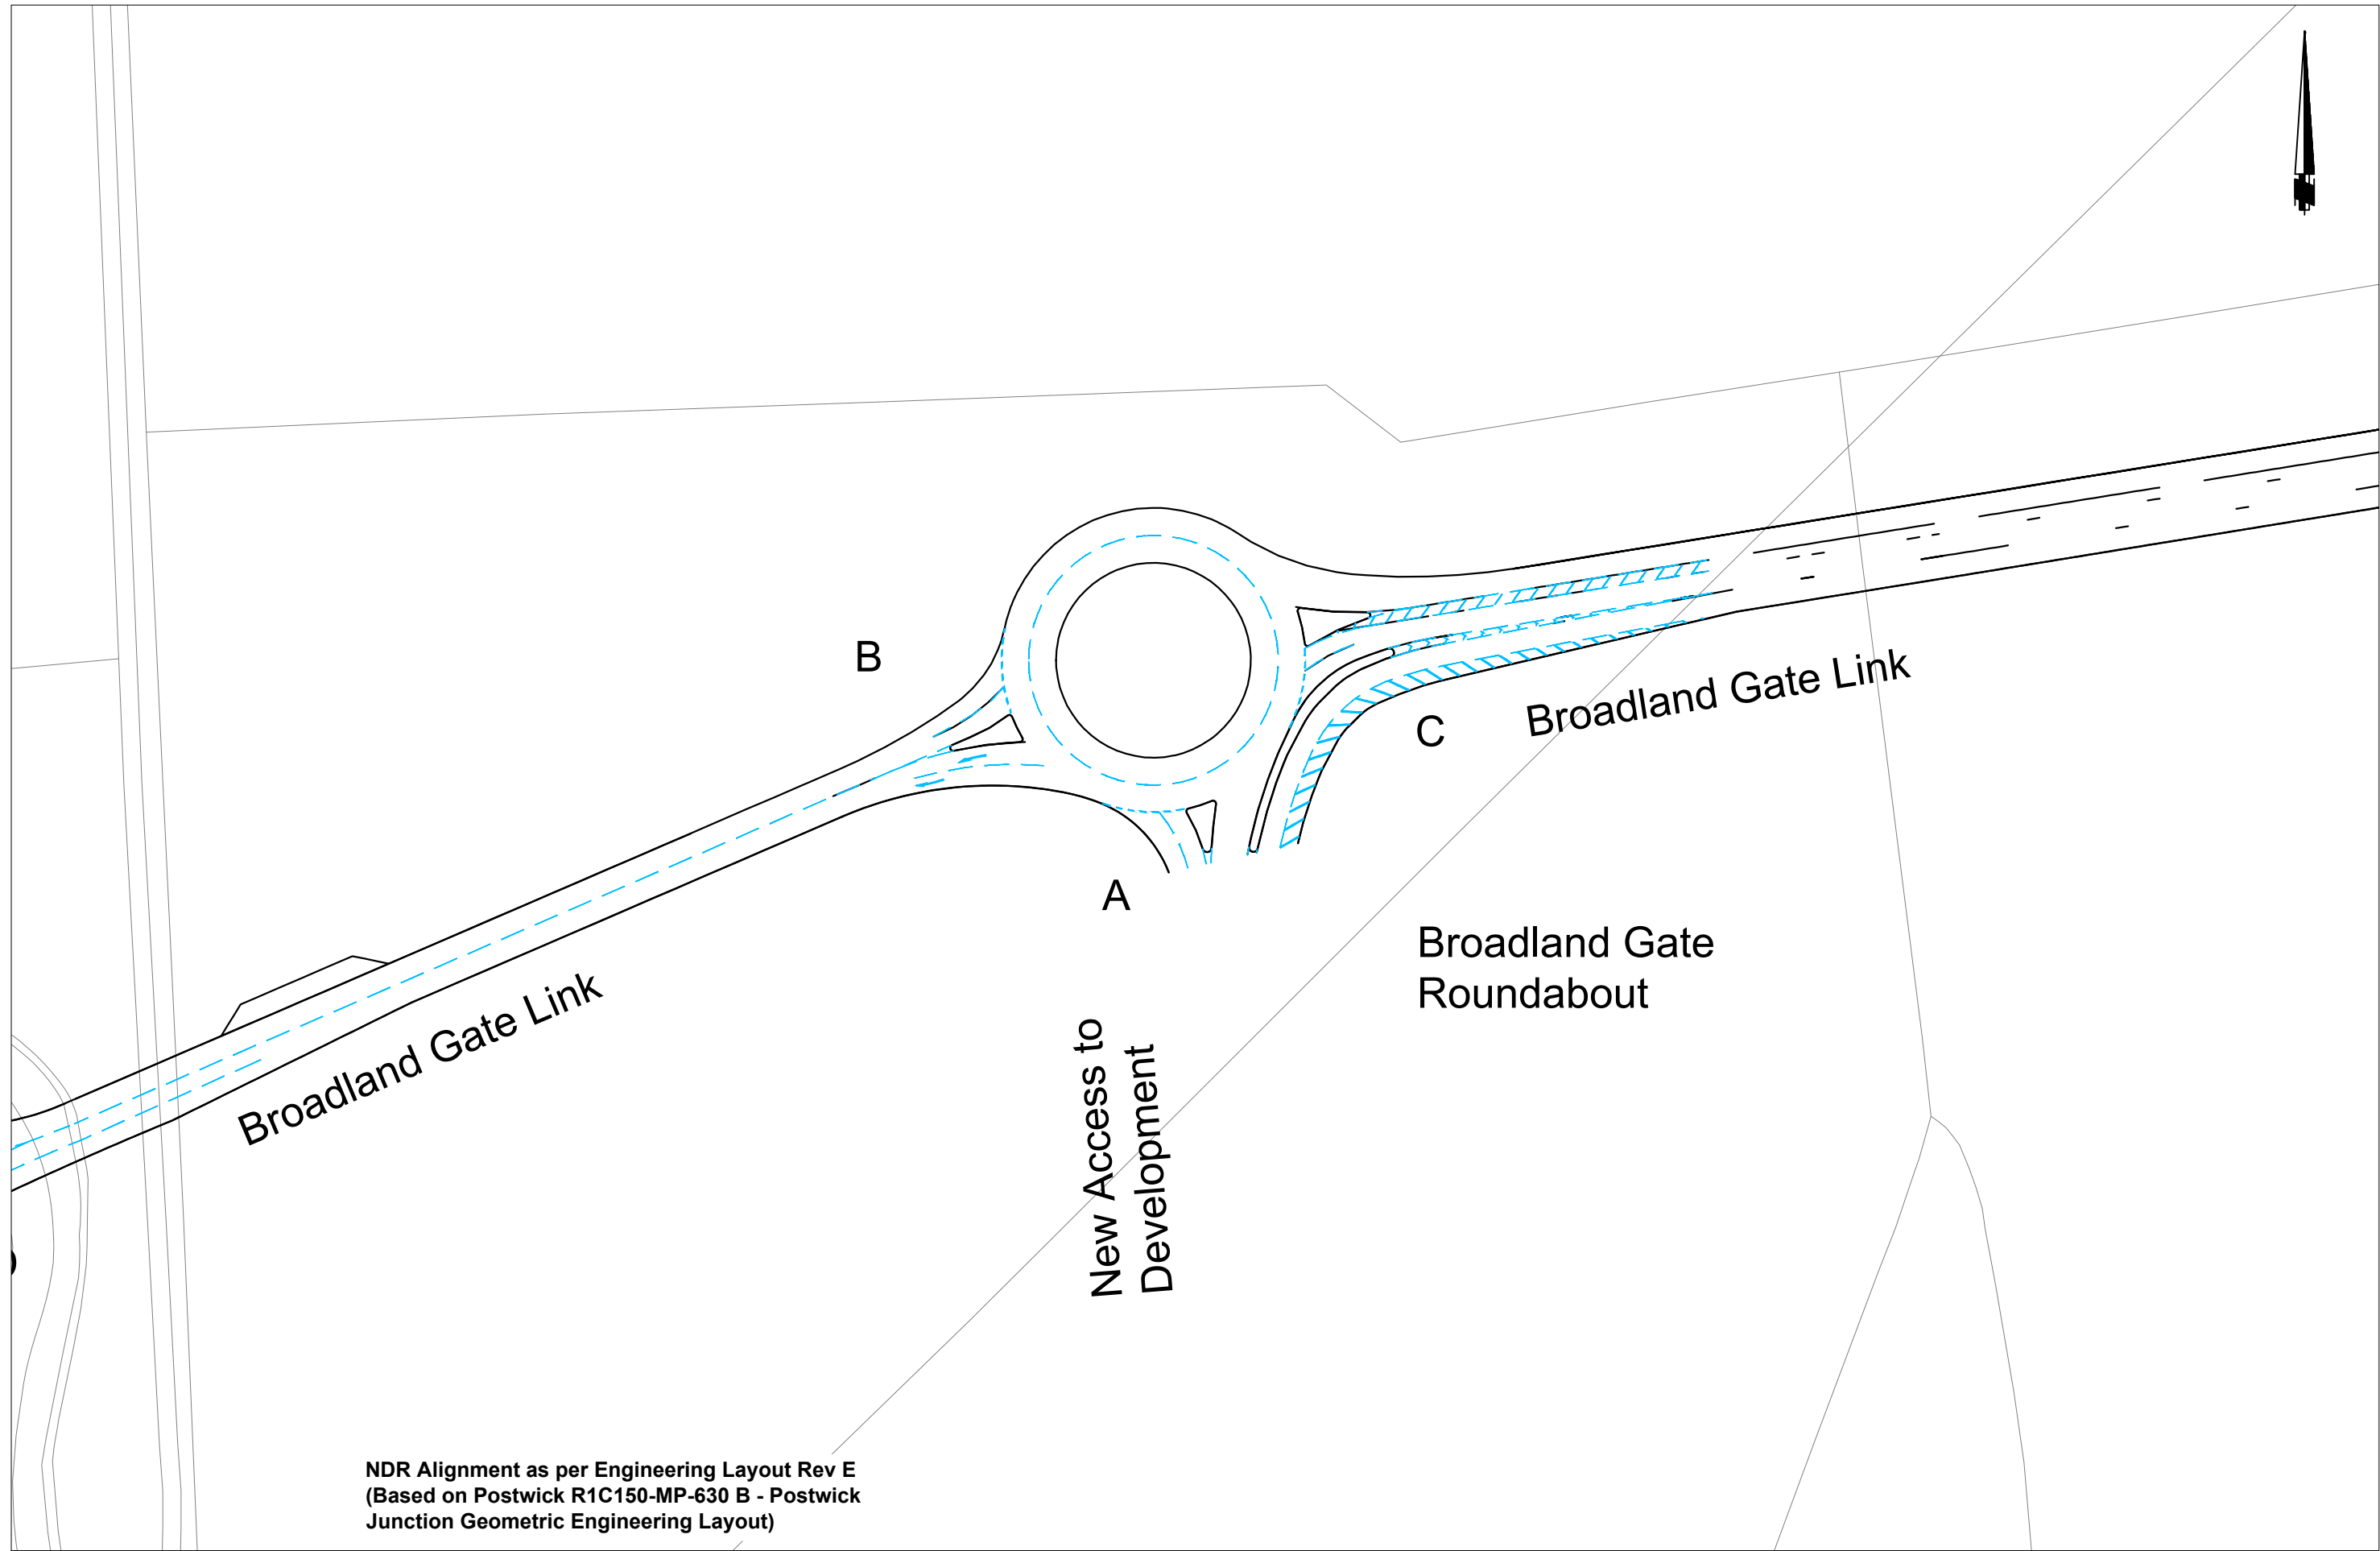 B
C
Broadland Gate Link
A
Broadland Gate
Roundabout
Broadland Gate Link
New Access to
Development
NDR Alignment as per Engineering Layout Rev E
(Based on Postwick R1C150-MP-630 B - Postwick
Junction Geometric Engineering Layout)